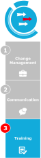 1
Change
Management
2
Communication
3
Training